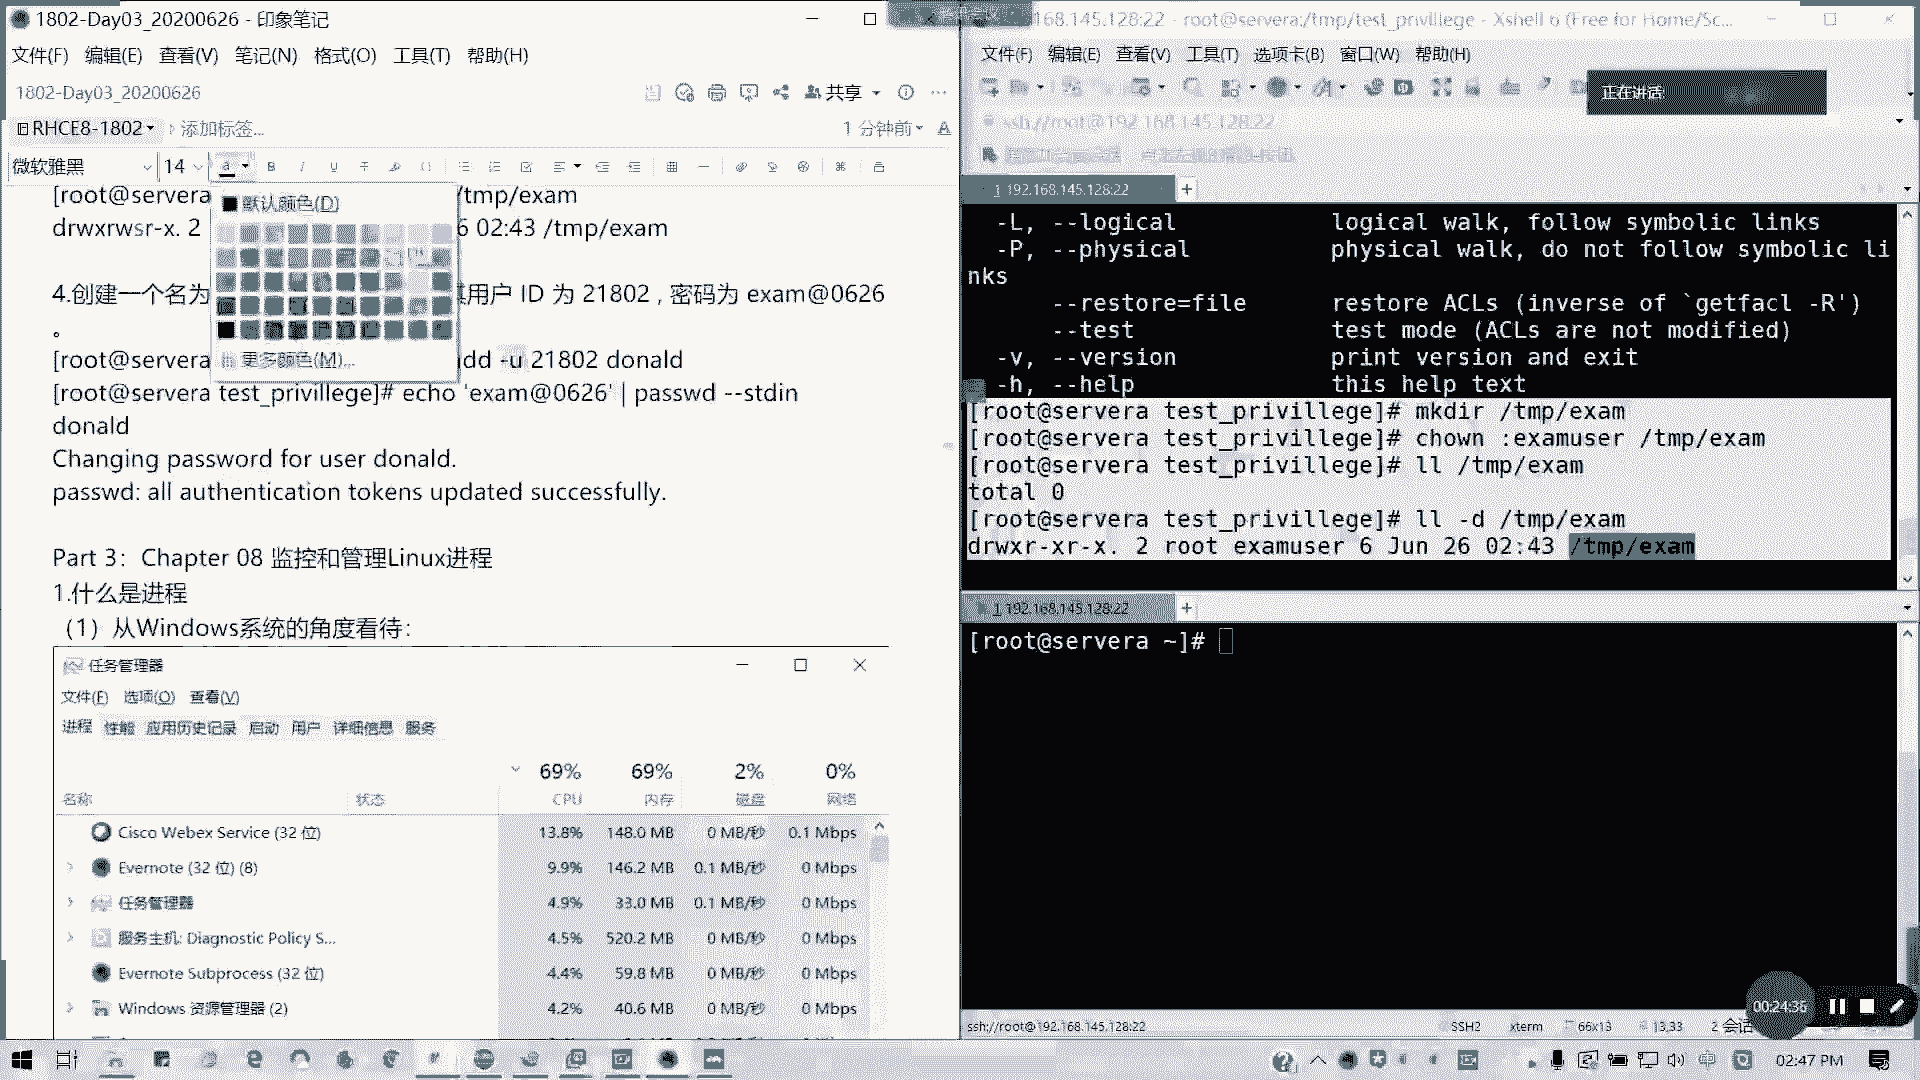 1802-Day03_20200626 - 印象笔记
文件(F) 编辑(E) 查看(V) 笔记(N) 格式(O) 工具(T) 帮助(H)
1802-Day03_20200626
共享
RHCE8-1802
添加标签...
1 分钟前
微软雅黑
14
默认颜色(D)
更多颜色(M)...
[root@servera
/tmp/exam
drwxrwsr-x. 2
6 02:43 /tmp/exam
4.创建一个名为
用户 ID 为 21802 , 密码为 exam@0626
。
[root@servera
add -u 21802 donald
[root@servera test_privillege]# echo 'exam@0626' | passwd --stdin
donald
Changing password for user donald.
passwd: all authentication tokens updated successfully.
Part 3：Chapter 08 监控和管理Linux进程
1.什么是进程
（1）从Windows系统的角度看待：
任务管理器
文件(F) 选项(O) 查看(V)
进程 性能 应用历史记录 启动 用户 详细信息 服务
69% 69% 2% 0%
名称 状态 CPU 内存 磁盘 网络
Cisco Webex Service (32 位) 13.8% 148.0 MB 0 MB/秒 0.1 Mbps
Evernote (32 位) (8) 9.9% 146.2 MB 0.1 MB/秒 0 Mbps
任务管理器 4.9% 33.0 MB 0.1 MB/秒 0 Mbps
服务主机: Diagnostic Policy S... 4.5% 520.2 MB 0 MB/秒 0 Mbps
Evernote Subprocess (32 位) 4.4% 59.8 MB 0 MB/秒 0 Mbps
Windows 资源管理器 (2) 4.2% 40.6 MB 0 MB/秒 0 Mbps
168.145.128:22 - root@servera:/tmp/test_privillege - Xshell 6 (Free for Home/Sc...
文件(F) 编辑(E) 查看(V) 工具(T) 选项卡(B) 窗口(W) 帮助(H)
正在讲话:
ssh://root@192.168.145.128:22
1 192.168.145.128:22
-L, --logical logical walk, follow symbolic links
-P, --physical physical walk, do not follow symbolic li
nks
--restore=file restore ACLs (inverse of `getfacl -R')
--test test mode (ACLs are not modified)
-v, --version print version and exit
-h, --help this help text
[root@servera test_privillege]# mkdir /tmp/exam
[root@servera test_privillege]# chown :examuser /tmp/exam
[root@servera test_privillege]# ll /tmp/exam
total 0
[root@servera test_privillege]# ll -d /tmp/exam
drwxr-xr-x. 2 root examuser 6 Jun 26 02:43 /tmp/exam
1 192.168.145.128:22
[root@servera ~]#
00:24:35
ssh://root@192.168.145.128:22 SSH2 xterm 66x13 13,33 2 会话
02:47 PM